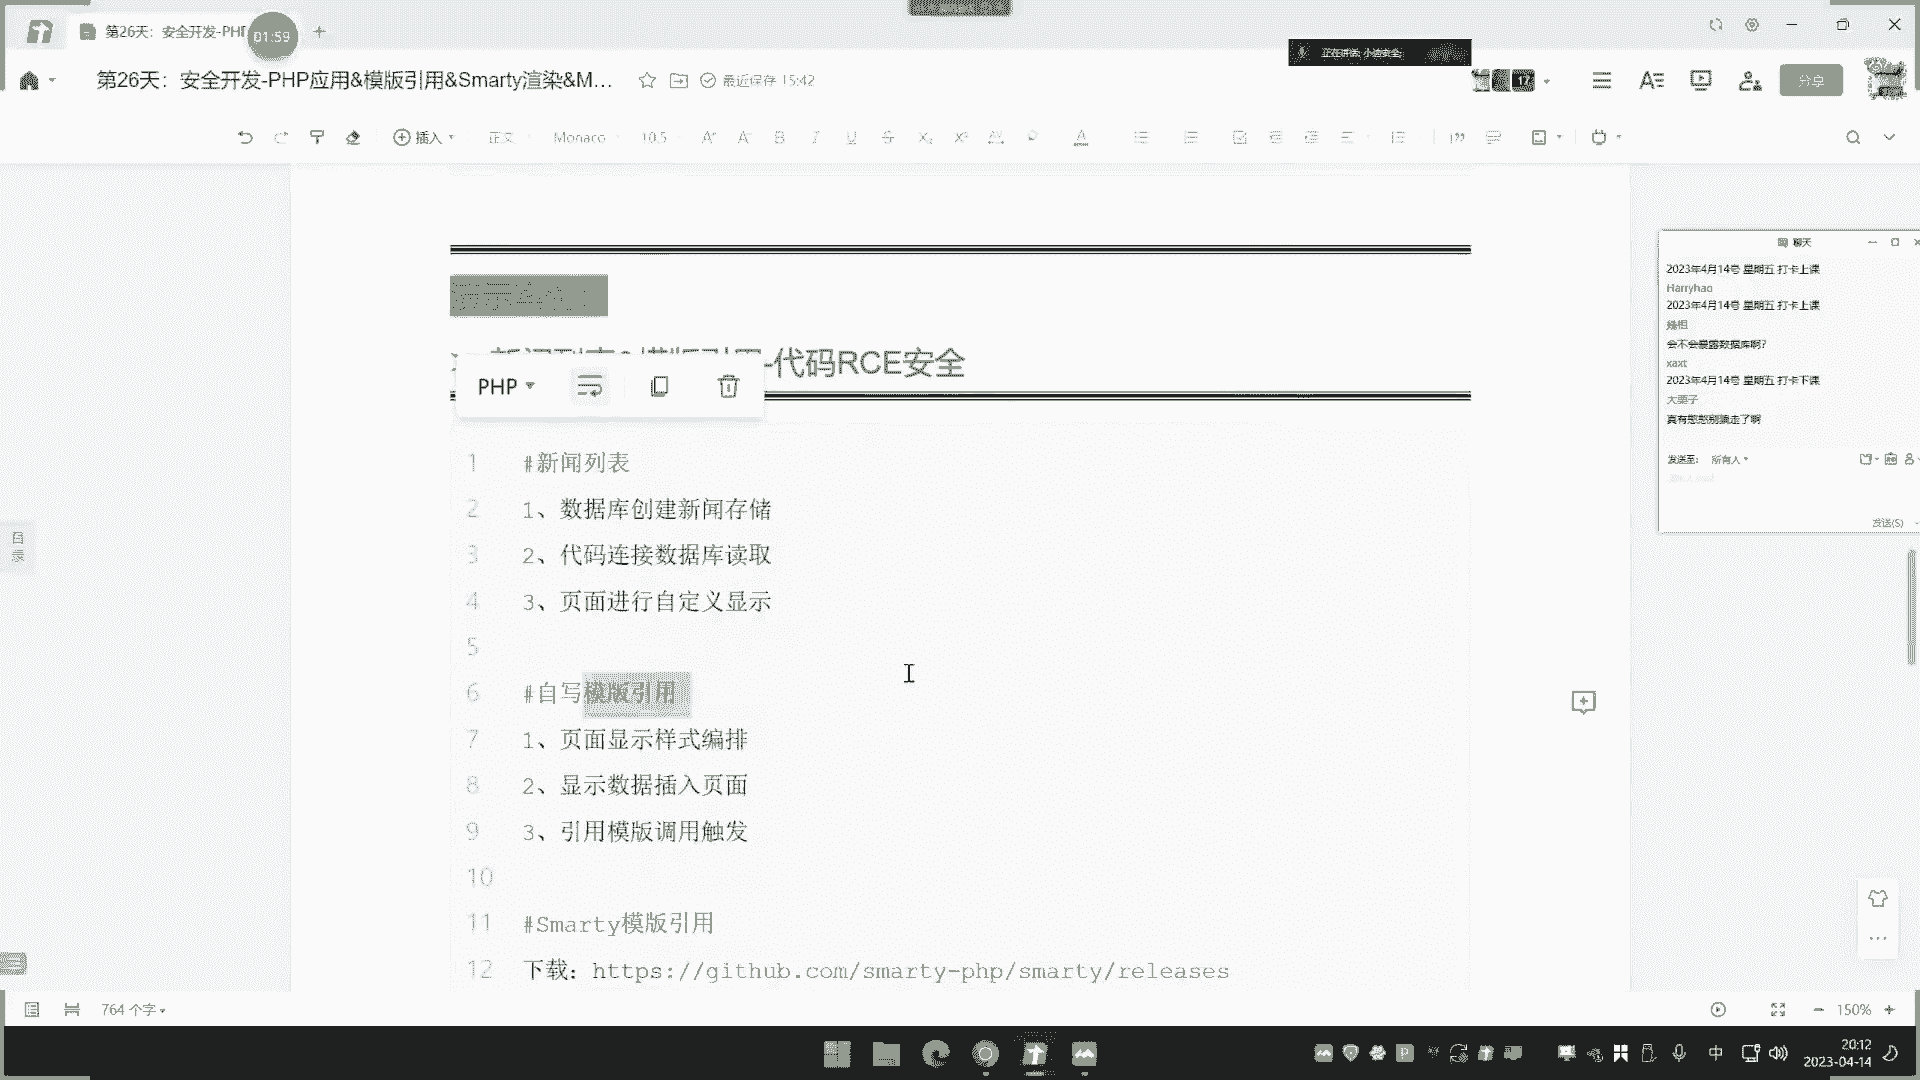 第26天：安全开发-PHP
01:59
正在讲话: 小迪安全
第26天：安全开发-PHP应用&模版引用&Smarty渲染&M...
最近保存 15:42
17
分享
插入
正文
Monaco
10.5
-代码RCE安全
PHP
1 #新闻列表
2 1、数据库创建新闻存储
3 2、代码连接数据库读取
4 3、页面进行自定义显示
5
6 #自写模版引用
7 1、页面显示样式编排
8 2、显示数据插入页面
9 3、引用模版调用触发
10
11 #Smarty模版引用
12 下载：https://github.com/smarty-php/smarty/releases
目录
聊天
2023年4月14号 星期五 打卡上课
Harryhao
2023年4月14号 星期五 打卡上课
会不会暴露数据库啊?
xaxt
2023年4月14号 星期五 打卡下课
大栗子
发送至: 所有人
发送(S)
764 个字
150%
中
20:12
2023-04-14